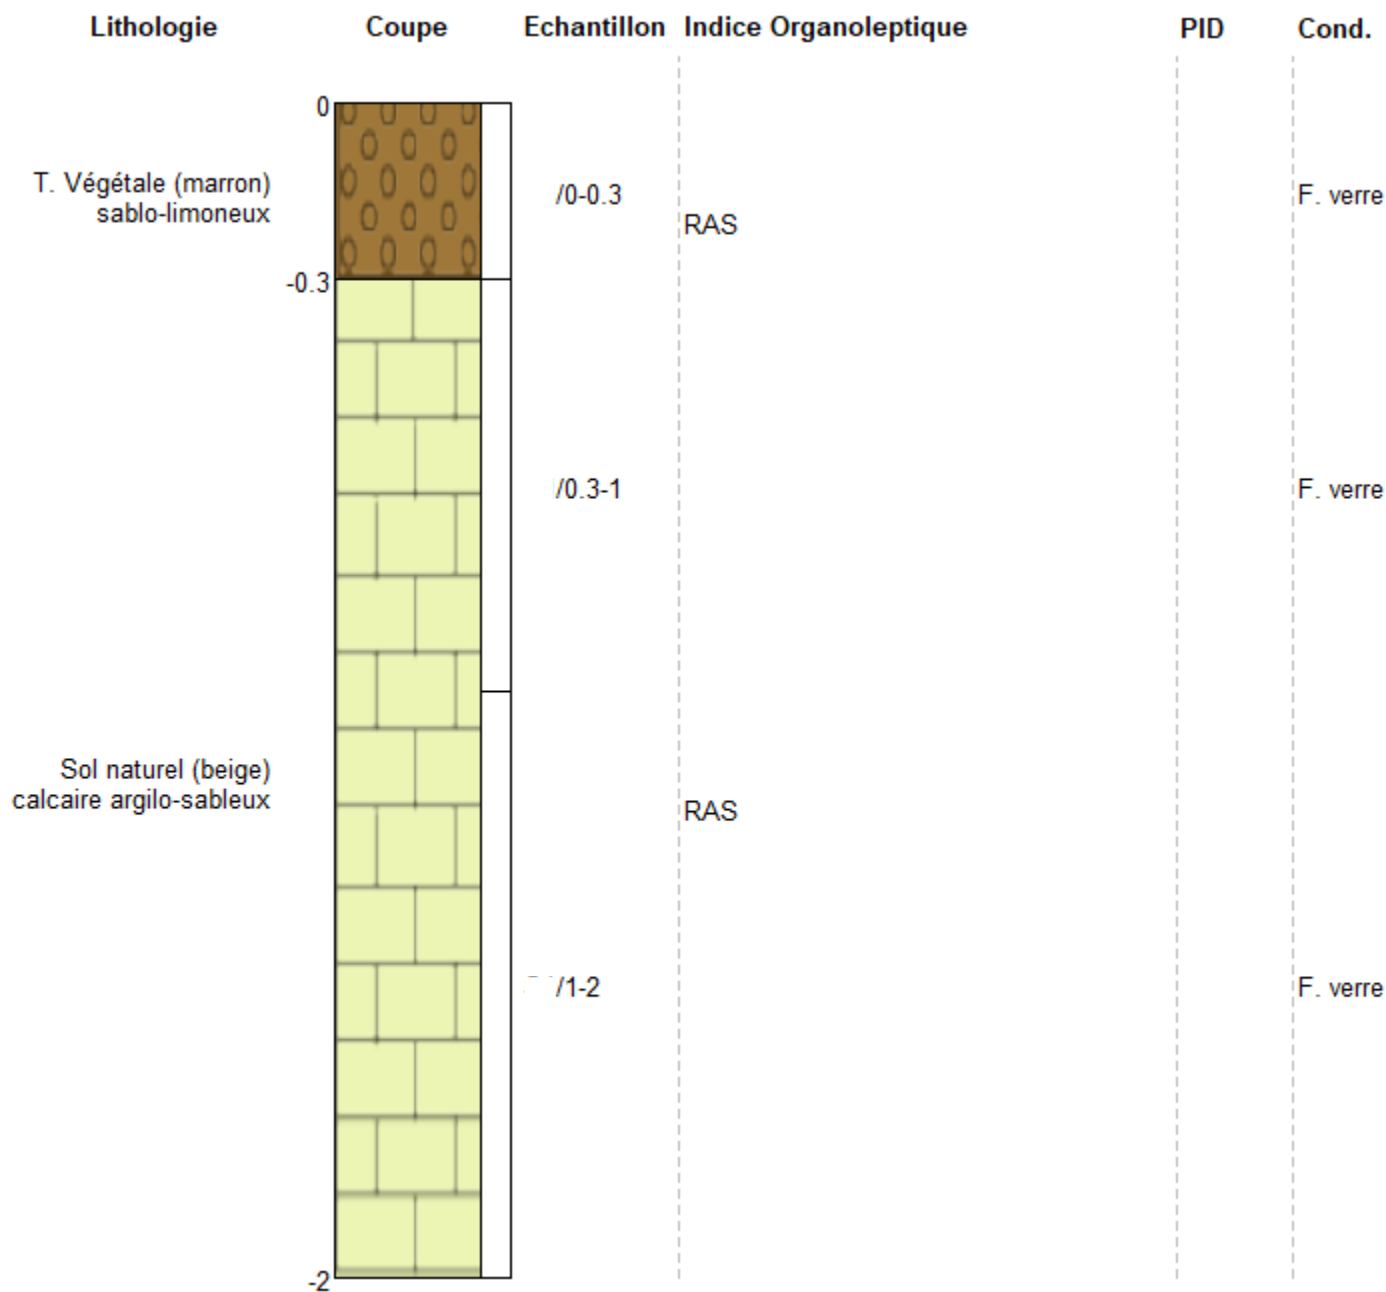 Lithologie Coupe Echantillon Indice Organoleptique PID Cond.
0
T. Végétale (marron)
sablo-limoneux
/0-0.3
F. verre
RAS
-0.3
/0.3-1
F. verre
Sol naturel (beige)
calcaire argilo-sableux
RAS
/1-2
F. verre
-2